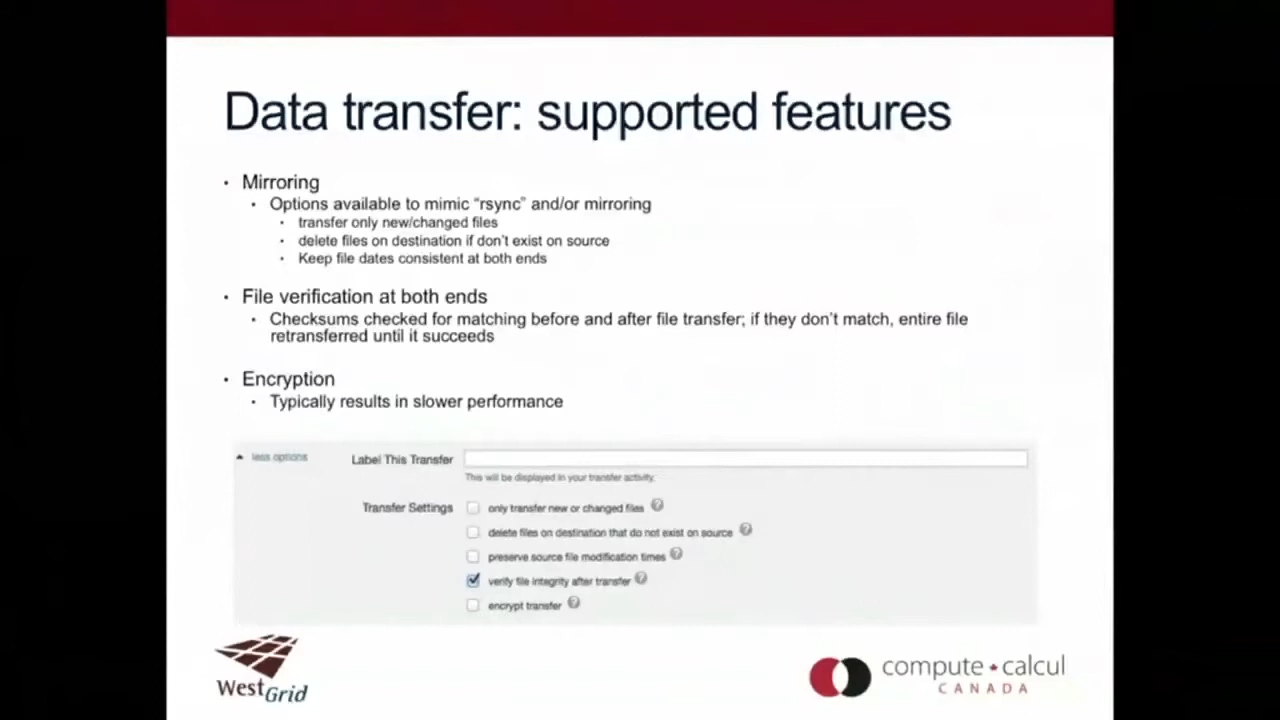 Data transfer: supported features
• Mirroring
• Options available to mimic “rsync” and/or mirroring
• transfer only new/changed files
• delete files on destination if don’t exist on source
• Keep file dates consistent at both ends
• File verification at both ends
• Checksums checked for matching before and after file transfer; if they don’t match, entire file
retransferred until it succeeds
• Encryption
• Typically results in slower performance
less options
Label This Transfer
This will be displayed in your transfer activity.
Transfer Settings
only transfer new or changed files ?
delete files on destination that do not exist on source ?
preserve source file modification times ?
verify file integrity after transfer ?
encrypt transfer ?
WestGrid
compute • calcul
CANADA